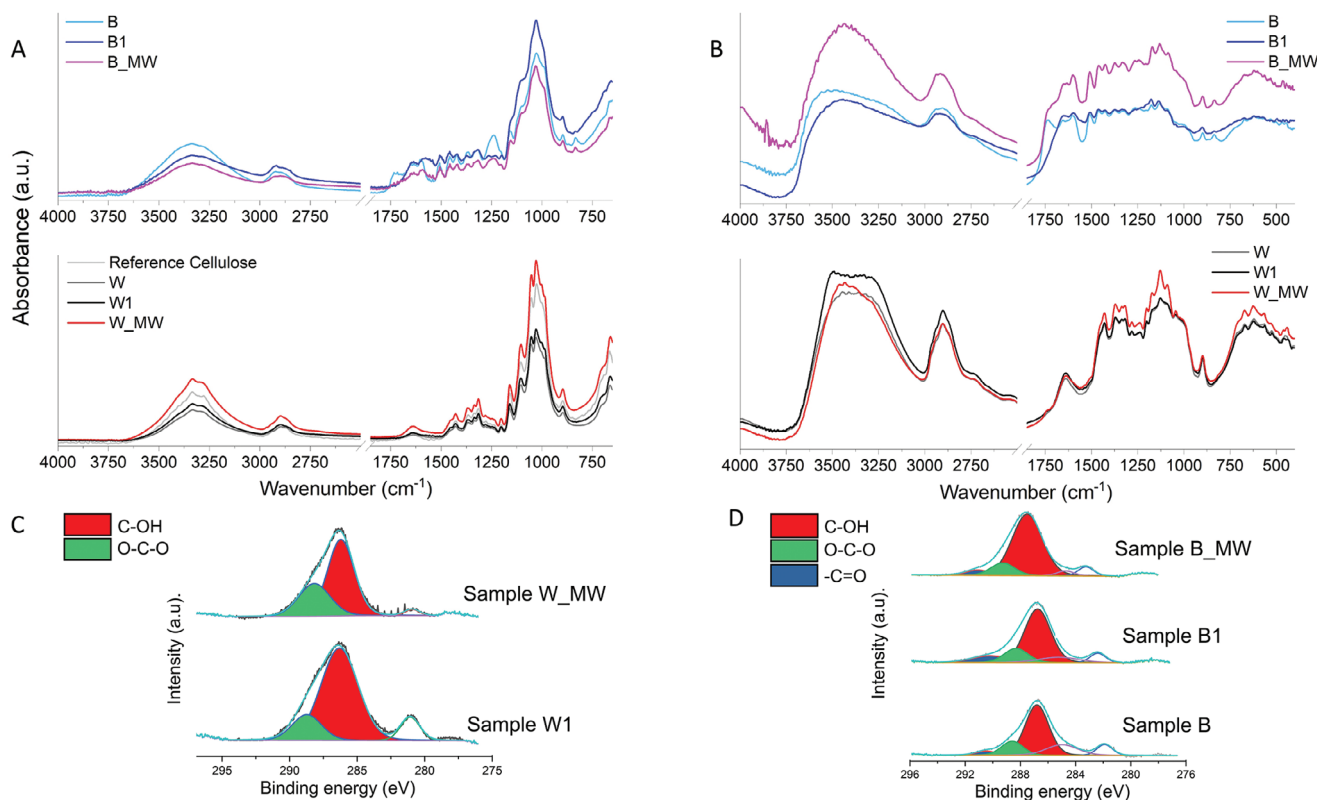 A
B
B1
B_MW
4000 3750 3250 3000 2750 1750 1500 1250 1000 750
Reference Cellulose
W
W1
W_MW
4000 3750 3250 3000 2750 1750 1500 1250 1000 750
Absorbance (a.u.)
Wavenumber (cm-1)
B
B
B1
B_MW
4000 3750 3250 3000 2750 1750 1500 1250 1000 750 500
W
W1
W_MW
4000 3750 3250 3000 2750 1750 1500 1250 1000 750 500
Wavenumber (cm-1)
C
C-OH
O-C-O
Sample W_MW
Sample W1
Intensity (a.u.)
295 290 285 280 275
Binding energy (eV)
D
C-OH
O-C-O
-C=O
Sample B_MW
Sample B1
Sample B
Intensity (a.u).
296 292 288 284 280 276
Binding energy (eV)